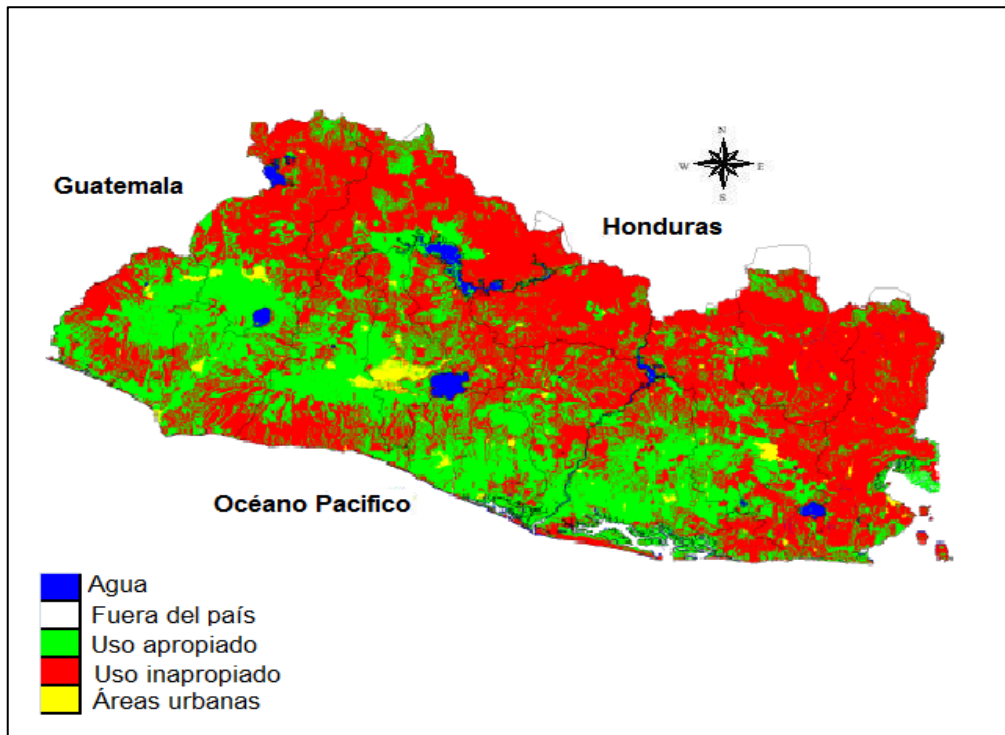 N
W E
S
Guatemala
Honduras
Océano Pacifico
Agua
Fuera del país
Uso apropiado
Uso inapropiado
Áreas urbanas